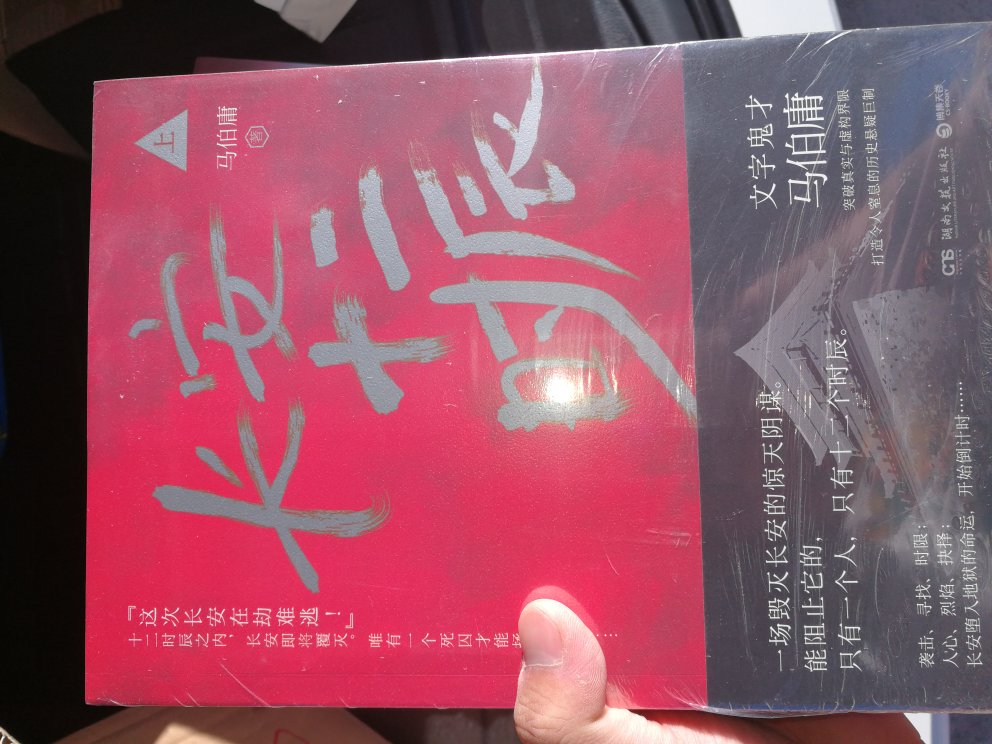 上
马伯庸
著
长安
十二
时辰
『这次长安在劫难逃！』
十二时辰之内，长安即将覆灭。
唯有一个死囚才能
……
文字鬼才
马伯庸
突破真实与虚构界限
打造令人窒息的历史悬疑巨制
一场毁灭长安的惊天阴谋。
能阻止它的，
只有一个人，只有十二个时辰。
袭击、寻找、时限；
人心、烈焰、抉择；
长安堕入地狱的命运，开始倒计时……
湖南文艺出版社
博集天卷
CS-BOOKY